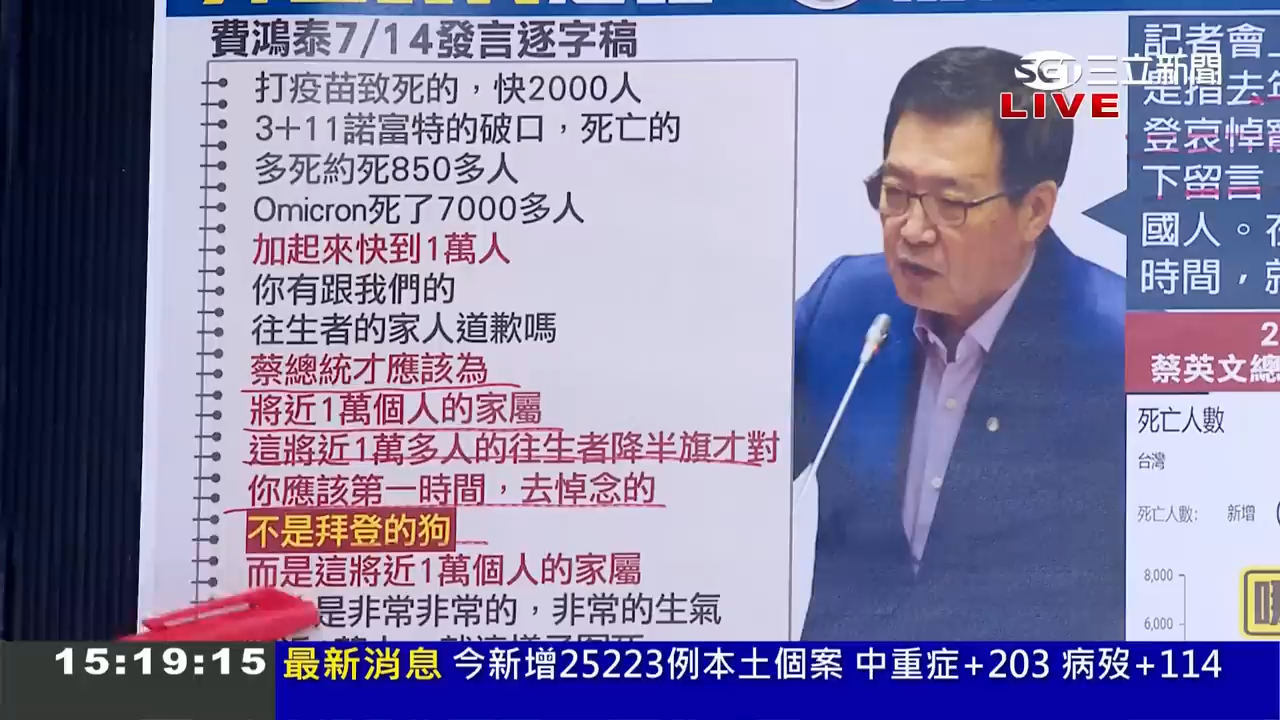 費鴻泰7/14發言逐字稿
打疫苗致死的，快2000人
3+11諾富特的破口，死亡的
多死約死850多人
Omicron死了7000多人
加起來快到1萬人
你有跟我們的
往生者的家人道歉嗎
蔡總統才應該為
將近1萬個人的家屬
這將近1萬多人的往生者降半旗才對
你應該第一時間，去悼念的
不是拜登的狗
而是這將近1萬個人的家屬
是非常非常的，非常的生氣
SET三立新聞
LIVE
記者會
是指去年
登哀悼
下留言
國人。在
時間，就
2
蔡英文總
死亡人數
台灣
死亡人數： 新增
8,000
6,000
15:19:15
最新消息 今新增25223例本土個案 中重症+203 病歿+114